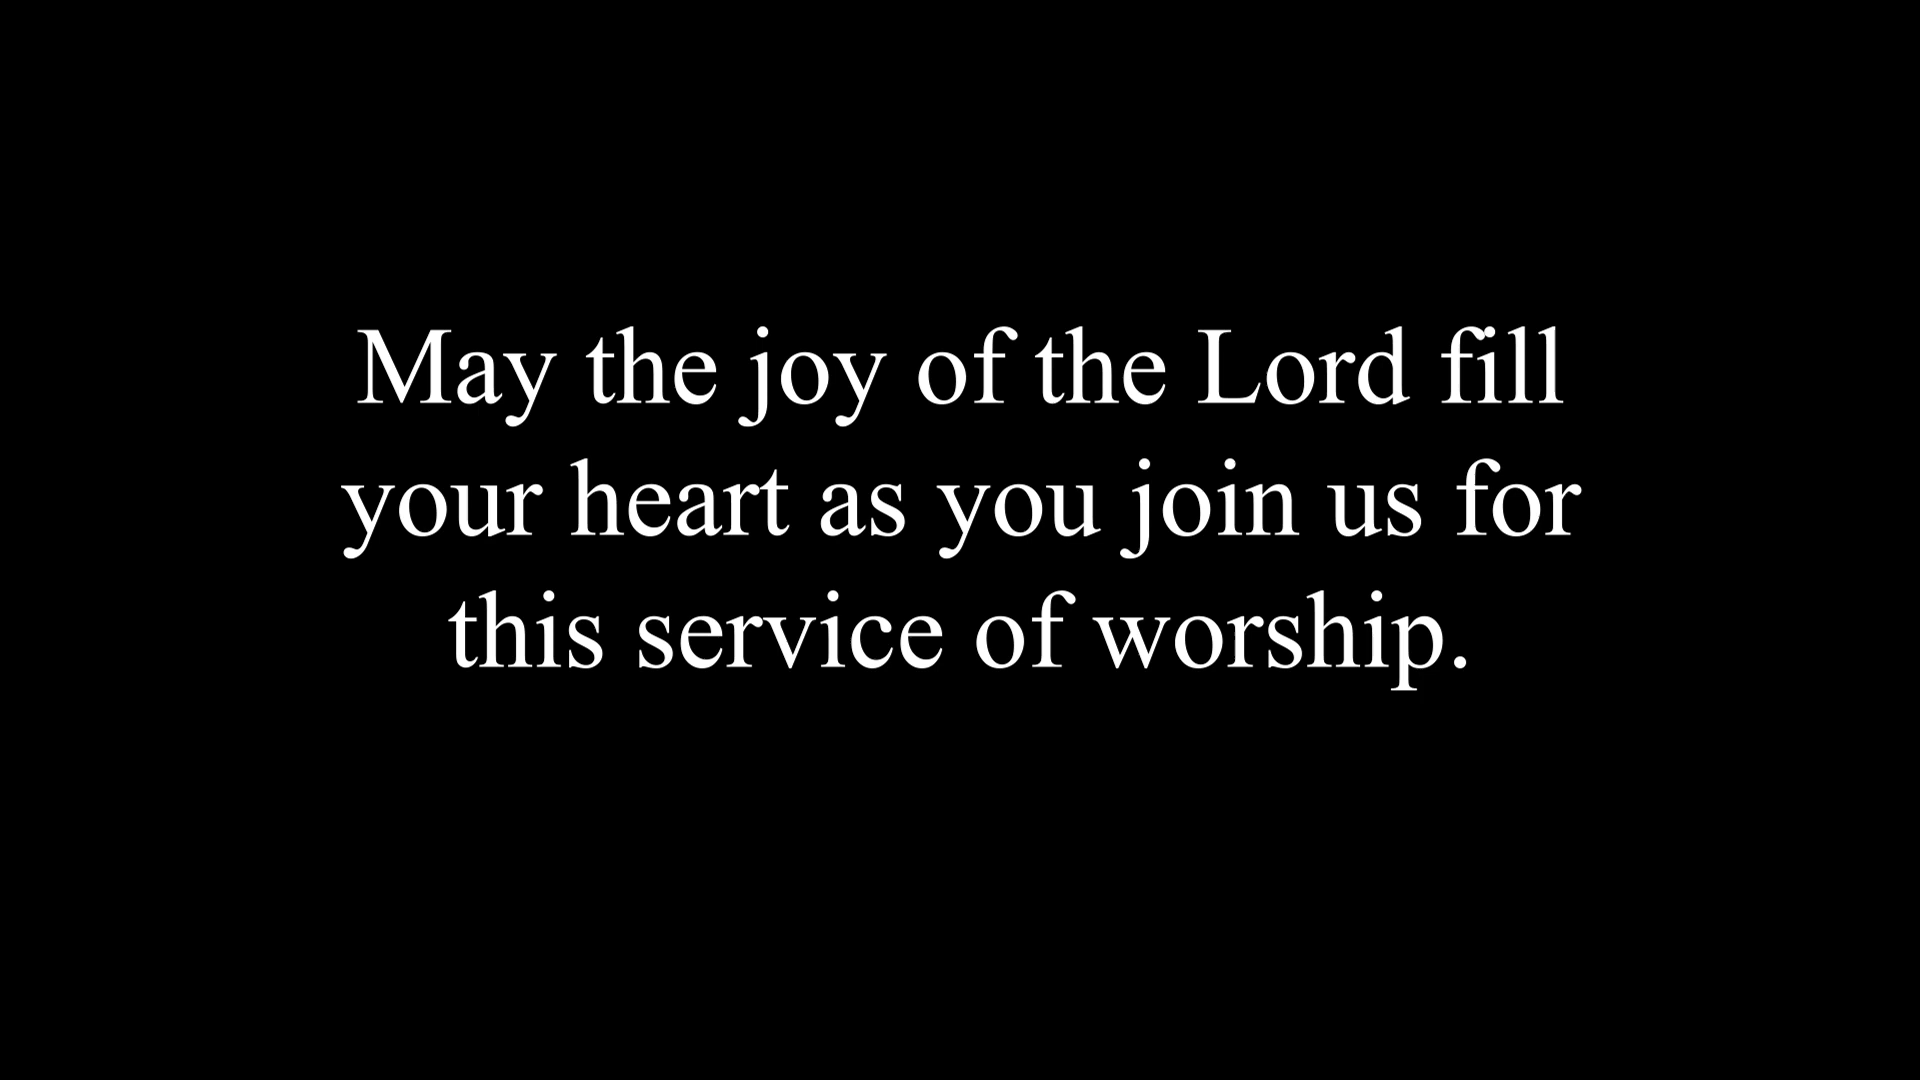 May the joy of the Lord fill
your heart as you join us for
this service of worship.